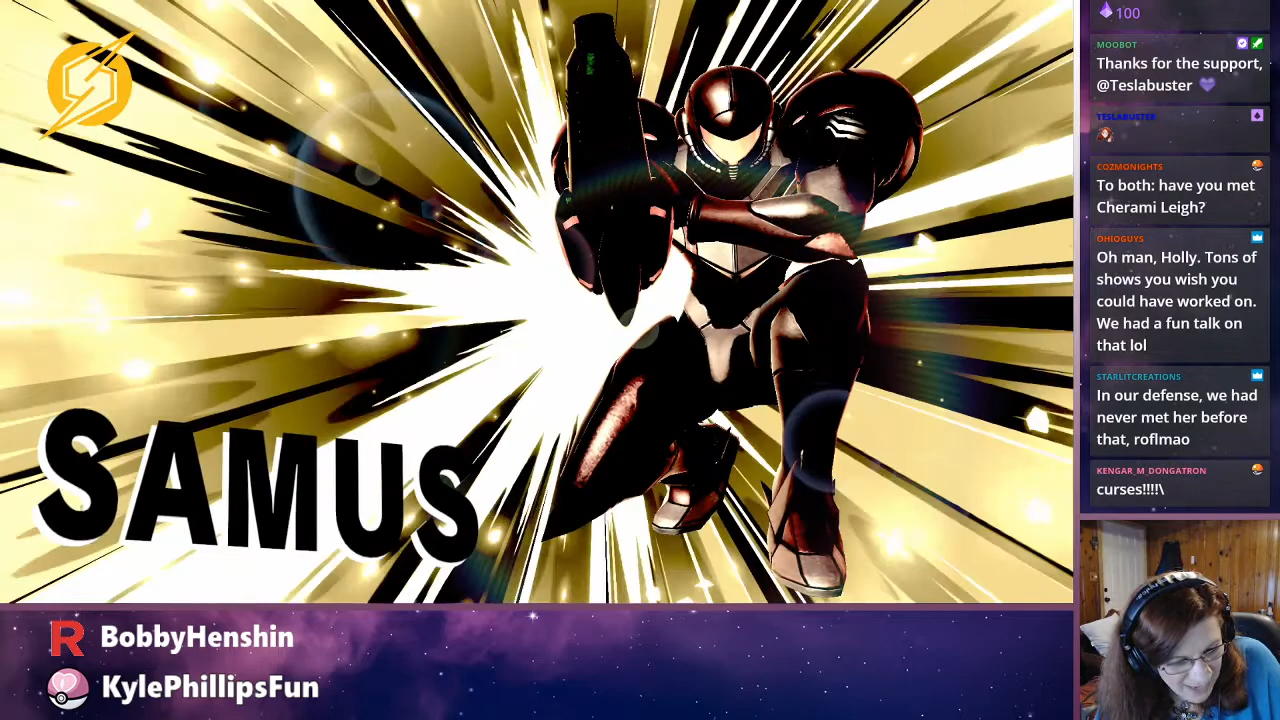 SAMUS
R BobbyHenshin
KylePhillipsFun
100
MOOBOT
Thanks for the support,
@Teslabuster
TESLABUSTER
COZMONIGHTS
To both: have you met
Cherami Leigh?
OHIOGUYS
Oh man, Holly. Tons of
shows you wish you
could have worked on.
We had a fun talk on
that lol
STARLITCREATIONS
In our defense, we had
never met her before
that, roflmao
KENGAR_M_DONGATRON
curses!!!!\